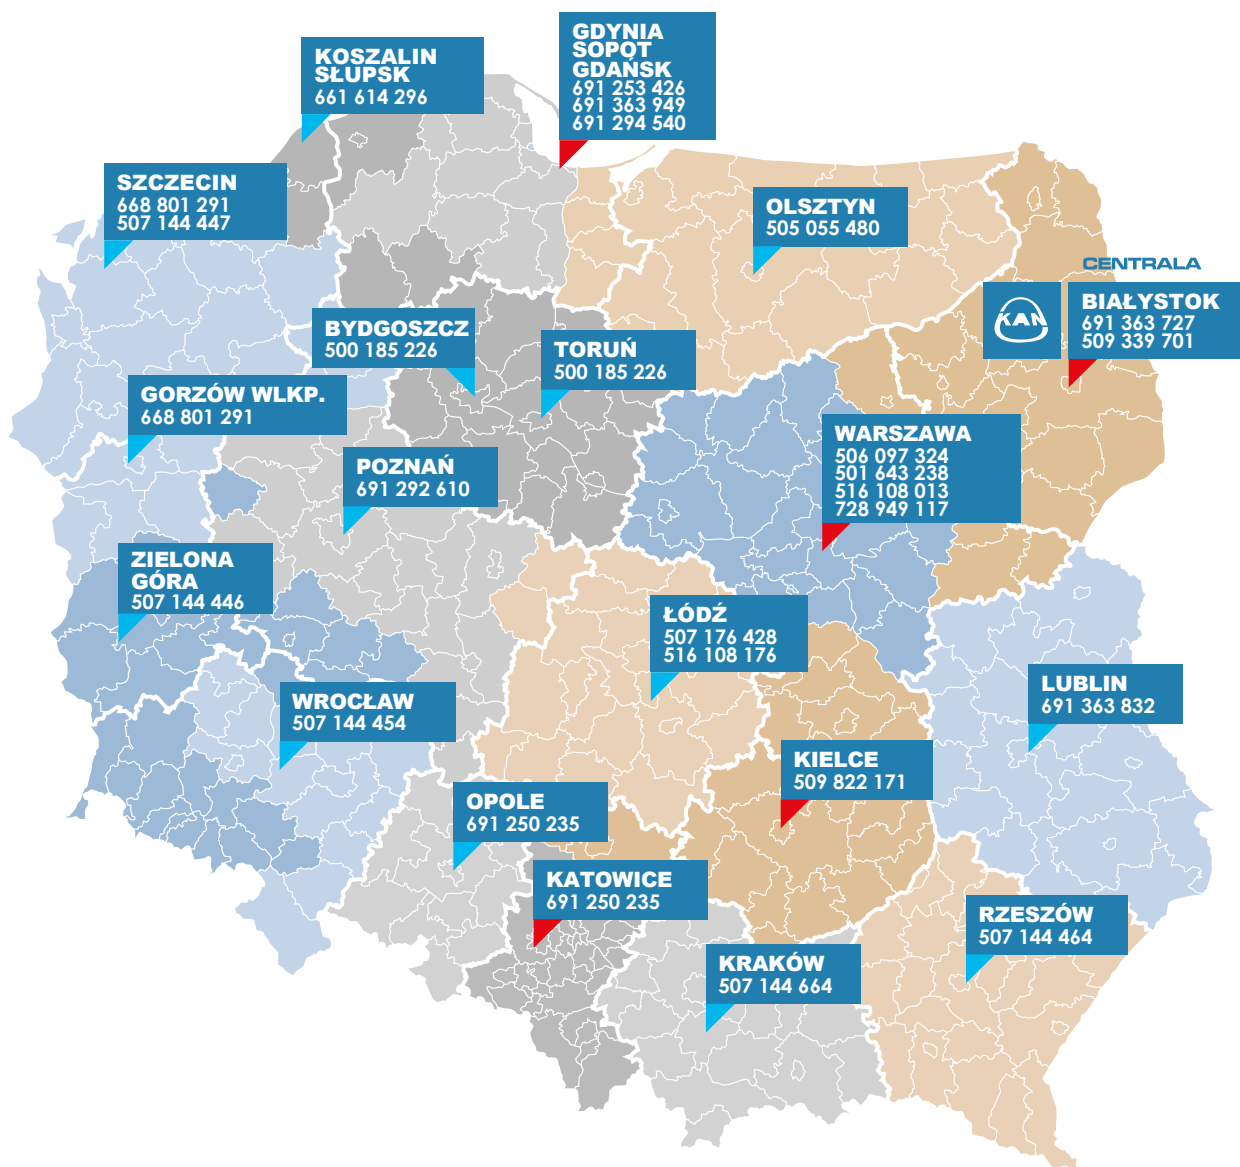 KOSZALIN
SŁUPSK
661 614 296
GDYNIA
SOPOT
GDAŃSK
691 253 426
691 363 949
691 294 540
SZCZECIN
668 801 291
507 144 447
OLSZTYN
505 055 480
CENTRALA
KAN
BIAŁYSTOK
691 363 727
509 339 701
BYDGOSZCZ
500 185 226
TORUŃ
500 185 226
GORZÓW WLKP.
668 801 291
WARSZAWA
506 097 324
501 643 238
516 108 013
728 949 117
POZNAŃ
691 292 610
ZIELONA
GÓRA
507 144 446
ŁÓDŹ
507 176 428
516 108 176
LUBLIN
691 363 832
WROCŁAW
507 144 454
KIELCE
509 822 171
OPOLE
691 250 235
KATOWICE
691 250 235
RZESZÓW
507 144 464
KRAKÓW
507 144 664